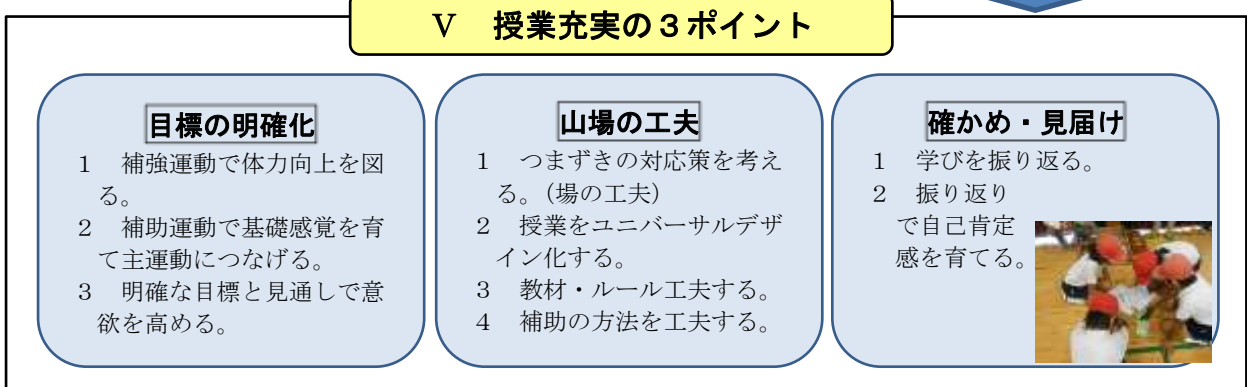 Ⅴ　授業充実の３ポイント
目標の明確化
１　補強運動で体力向上を図
る。
２　補助運動で基礎感覚を育
て主運動につなげる。
３　明確な目標と見通しで意
欲を高める。
山場の工夫
１　つまずきの対応策を考え
る。（場の工夫）
２　授業をユニバーサルデザ
イン化する。
３　教材・ルール工夫する。
４　補助の方法を工夫する。
確かめ・見届け
１　学びを振り返る。
２　振り返り
で自己肯定
感を育てる。